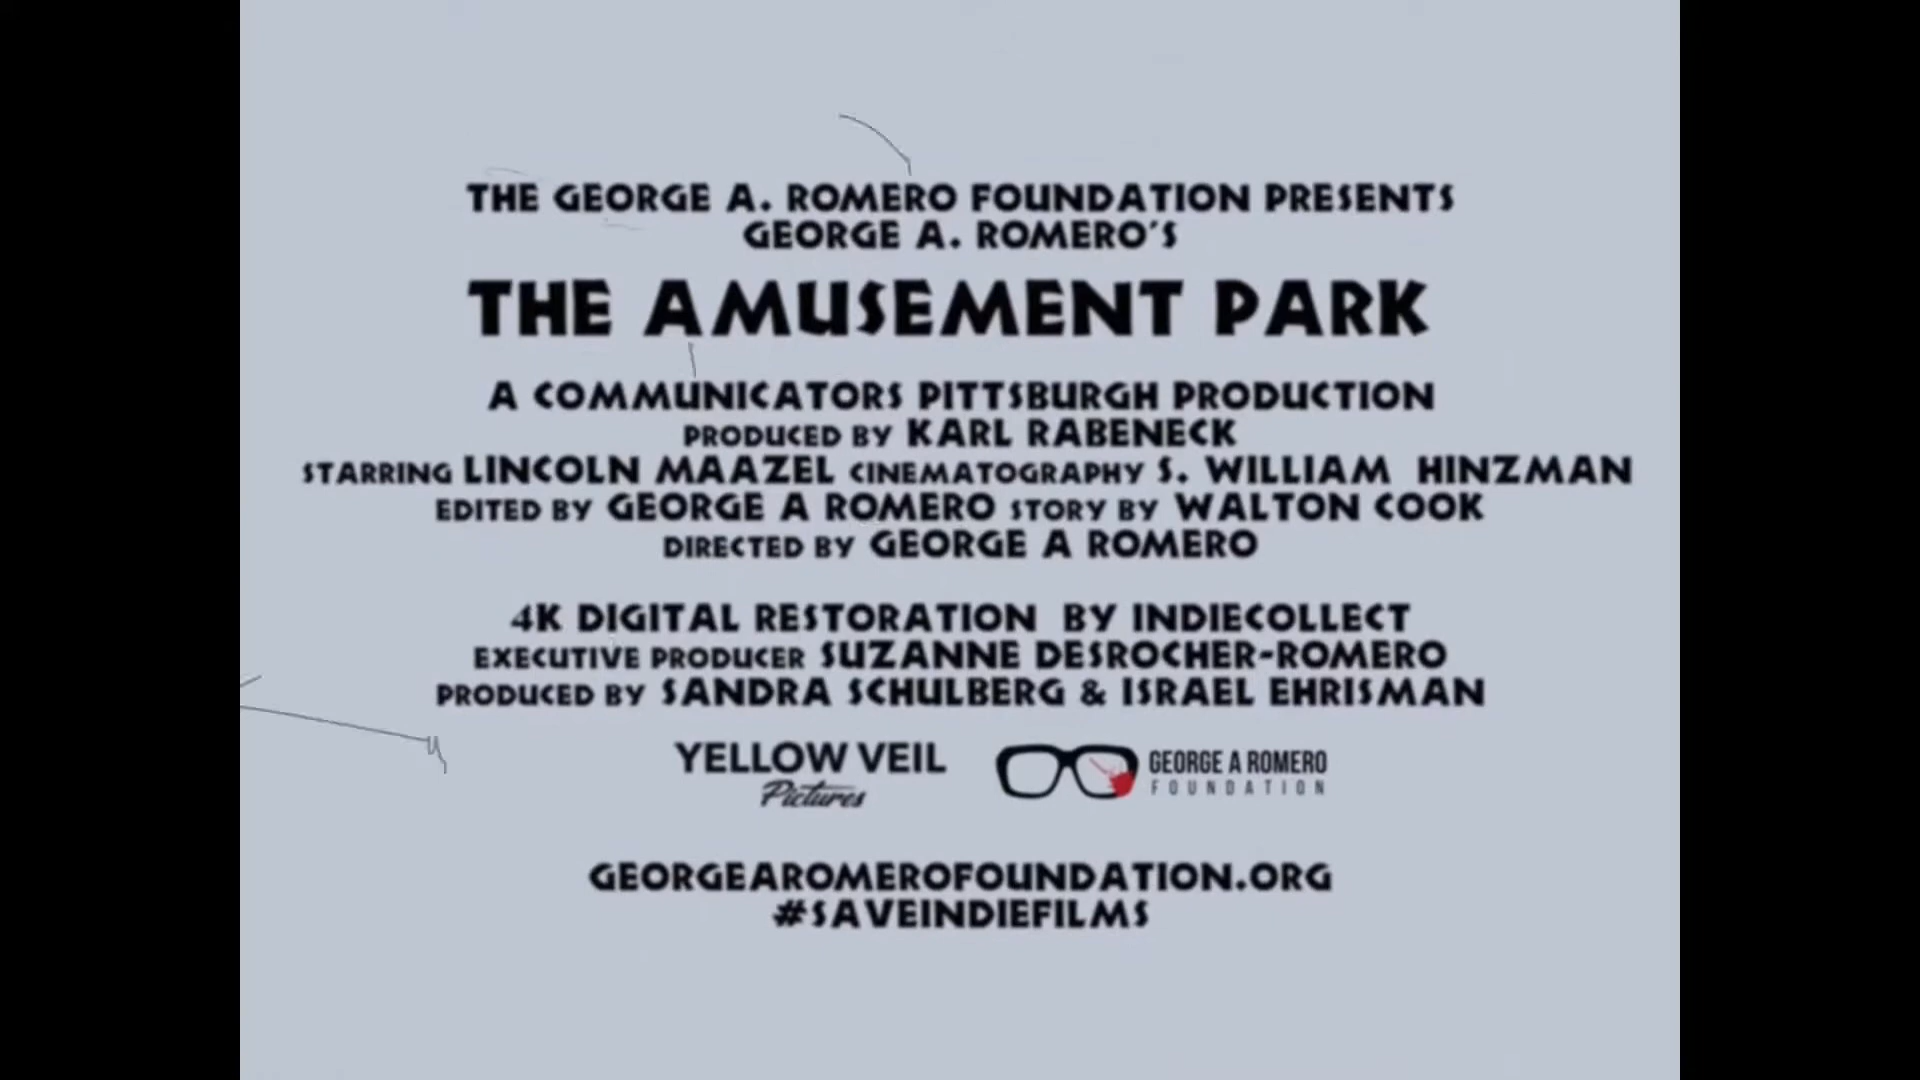 THE GEORGE A. ROMERO FOUNDATION PRESENTS
GEORGE A. ROMERO'S
THE AMUSEMENT PARK
A COMMUNICATORS PITTSBURGH PRODUCTION
PRODUCED BY KARL RABENECK
STARRING LINCOLN MAAZEL CINEMATOGRAPHY S. WILLIAM HINZMAN
EDITED BY GEORGE A ROMERO STORY BY WALTON COOK
DIRECTED BY GEORGE A ROMERO
4K DIGITAL RESTORATION BY INDIECOLLECT
EXECUTIVE PRODUCER SUZANNE DESROCHER-ROMERO
PRODUCED BY SANDRA SCHULBERG & ISRAEL EHRISMAN
YELLOW VEIL
Pictures
GEORGE A ROMERO
FOUNDATION
GEORGEAROMEROFOUNDATION.ORG
#SAVEINDIEFILMS